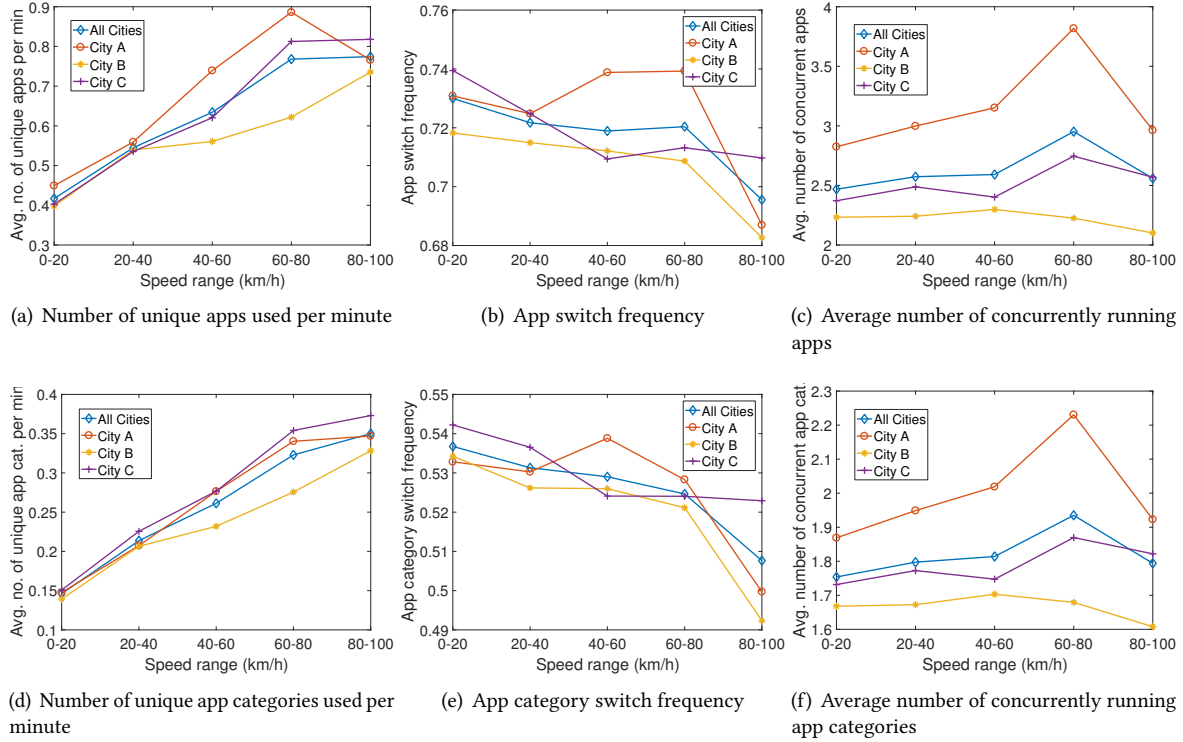 Avg. no. of unique apps per min
0.9
0.8
0.7
0.6
0.5
0.4
0.3
All Cities
City A
City B
City C
0-20 20-40 40-60 60-80 80-100
Speed range (km/h)
(a) Number of unique apps used per minute
App switch frequency
0.76
0.74
0.72
0.7
0.68
All Cities
City A
City B
City C
0-20 20-40 40-60 60-80 80-100
Speed range (km/h)
(b) App switch frequency
Avg. number of concurrent apps
4
3.5
3
2.5
2
All Cities
City A
City B
City C
0-20 20-40 40-60 60-80 80-100
Speed range (km/h)
(c) Average number of concurrently running
apps
Avg. no. of unique app cat. per min
0.4
0.35
0.3
0.25
0.2
0.15
0.1
All Cities
City A
City B
City C
0-20 20-40 40-60 60-80 80-100
Speed range (km/h)
(d) Number of unique app categories used per
minute
App category switch frequency
0.55
0.54
0.53
0.52
0.51
0.5
0.49
All Cities
City A
City B
City C
0-20 20-40 40-60 60-80 80-100
Speed range (km/h)
(e) App category switch frequency
Avg. number of concurrent app cat.
2.3
2.2
2.1
2
1.9
1.8
1.7
1.6
All Cities
City A
City B
City C
0-20 20-40 40-60 60-80 80-100
Speed range (km/h)
(f) Average number of concurrently running
app categories